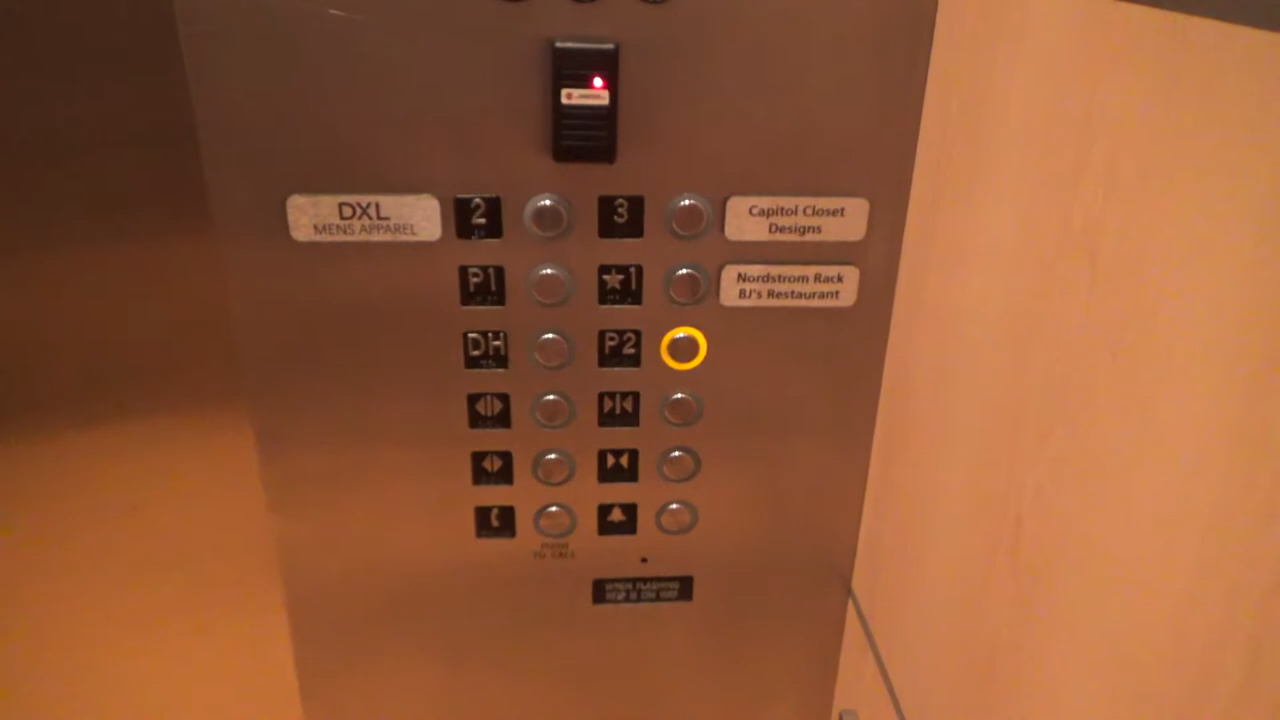 DXL
MENS APPAREL
2
3
Capitol Closet
Designs
P1
★1
Nordstrom Rack
BJ's Restaurant
DH
P2
PUSH
TO CALL
WHEN FLASHING
HELP IS ON WAY